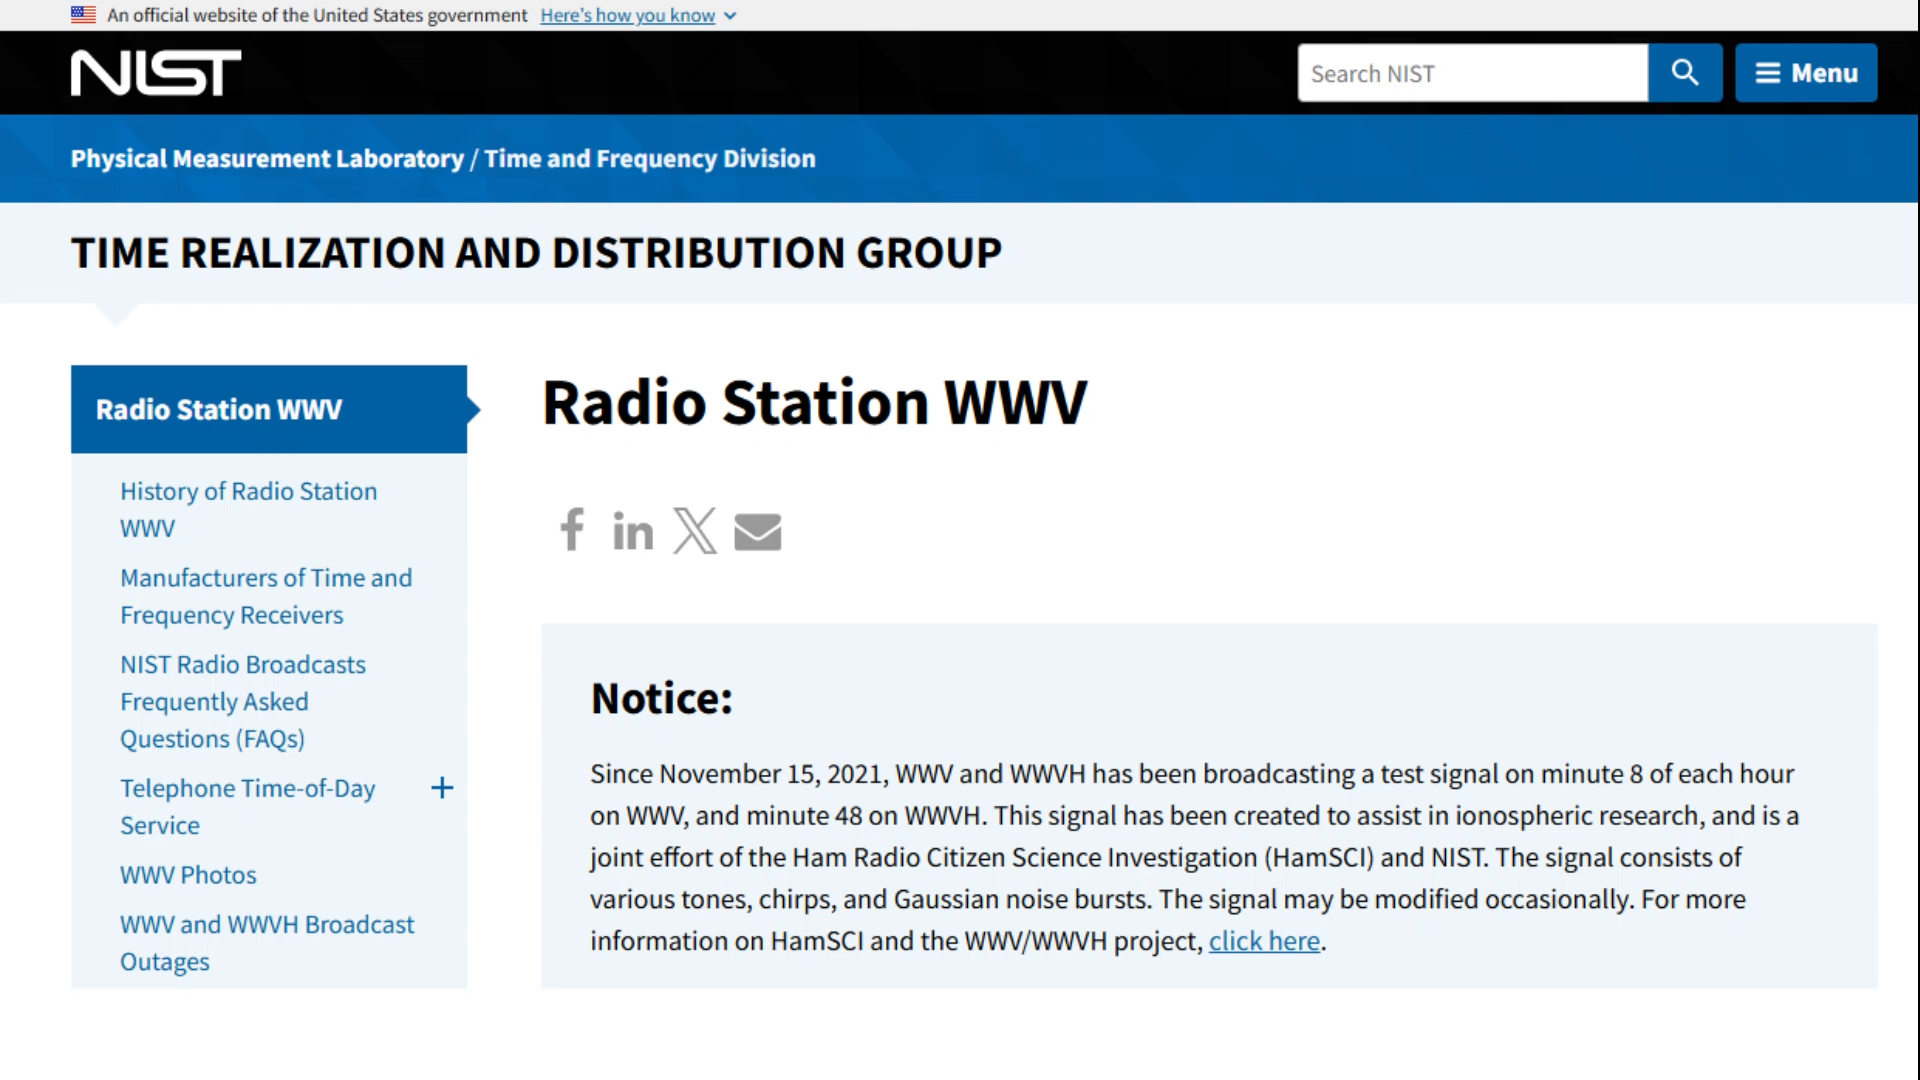 An official website of the United States government Here's how you know
NIST
Search NIST
Menu
Physical Measurement Laboratory / Time and Frequency Division
TIME REALIZATION AND DISTRIBUTION GROUP
Radio Station WWV
History of Radio Station
WWV
Manufacturers of Time and
Frequency Receivers
NIST Radio Broadcasts
Frequently Asked
Questions (FAQs)
Telephone Time-of-Day
Service
WWV Photos
WWV and WWVH Broadcast
Outages
Radio Station WWV
Notice:
Since November 15, 2021, WWV and WWVH has been broadcasting a test signal on minute 8 of each hour
on WWV, and minute 48 on WWVH. This signal has been created to assist in ionospheric research, and is a
joint effort of the Ham Radio Citizen Science Investigation (HamSCI) and NIST. The signal consists of
various tones, chirps, and Gaussian noise bursts. The signal may be modified occasionally. For more
information on HamSCI and the WWV/WWVH project, click here.